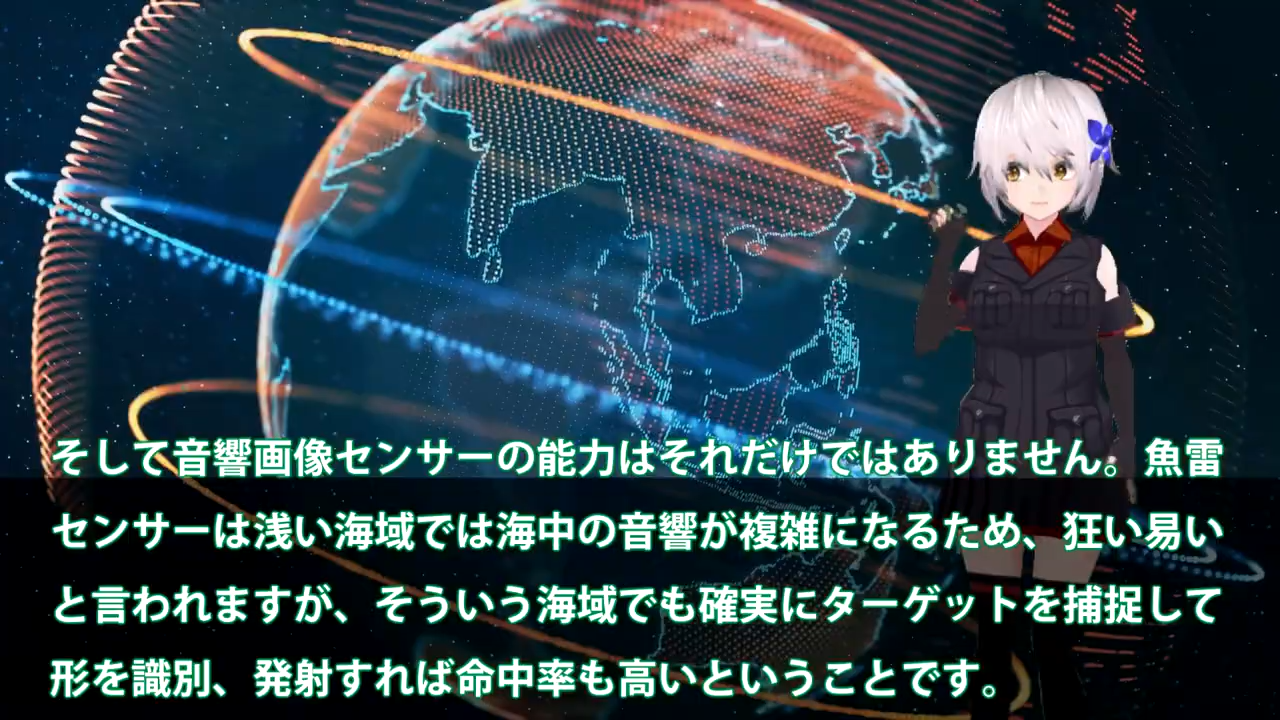 そして音響画像センサーの能力はそれだけではありません。魚雷
センサーは浅い海域では海中の音響が複雑になるため、狂い易い
と言われますが、そういう海域でも確実にターゲットを捕捉して
形を識別、発射すれば命中率も高いということです。